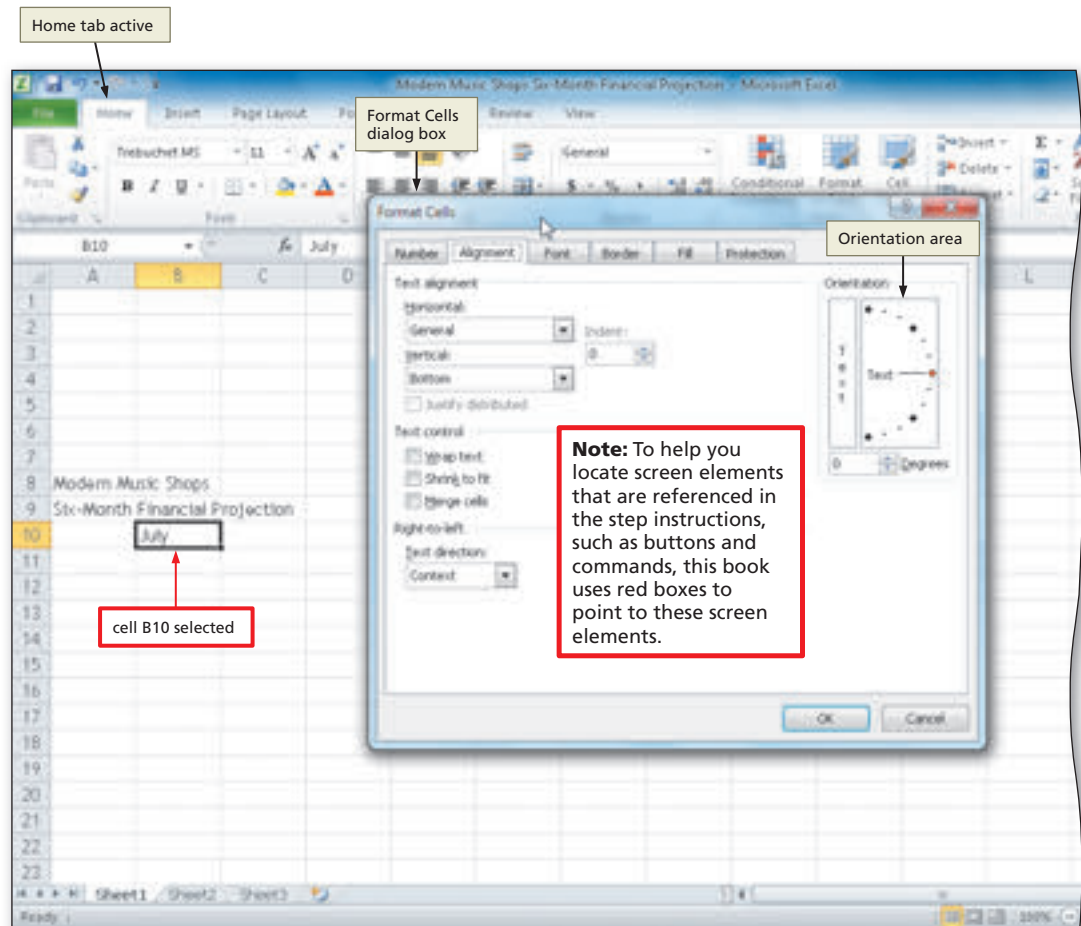 Home tab active
Modern Music Shops Six-Month Financial Projection - Microsoft Excel
File Home Insert Page Layout Review View
Format Cells
dialog box
Trebuchet MS 11 General
Paste
Conditional Format Cell
Insert
Delete
Clipboard Font
B10 fx July
A B C D L
Format Cells
Number Alignment Font Border Fill Protection
Orientation area
Text alignment
Horizontal:
General
Indent:
Vertical:
0
Bottom
Justify distributed
Text control
Wrap text
Shrink to fit
Merge cells
Right-to-left
Text direction:
Context
Orientation
Text
Text
0 Degrees
Note: To help you
locate screen elements
that are referenced in
the step instructions,
such as buttons and
commands, this book
uses red boxes to
point to these screen
elements.
OK Cancel
1
2
3
4
5
6
7
8 Modern Music Shops
9 Six-Month Financial Projection
10 July
11
12
13
cell B10 selected
14
15
16
17
18
19
20
21
22
23
Sheet1 Sheet2 Sheet3
Ready 100%